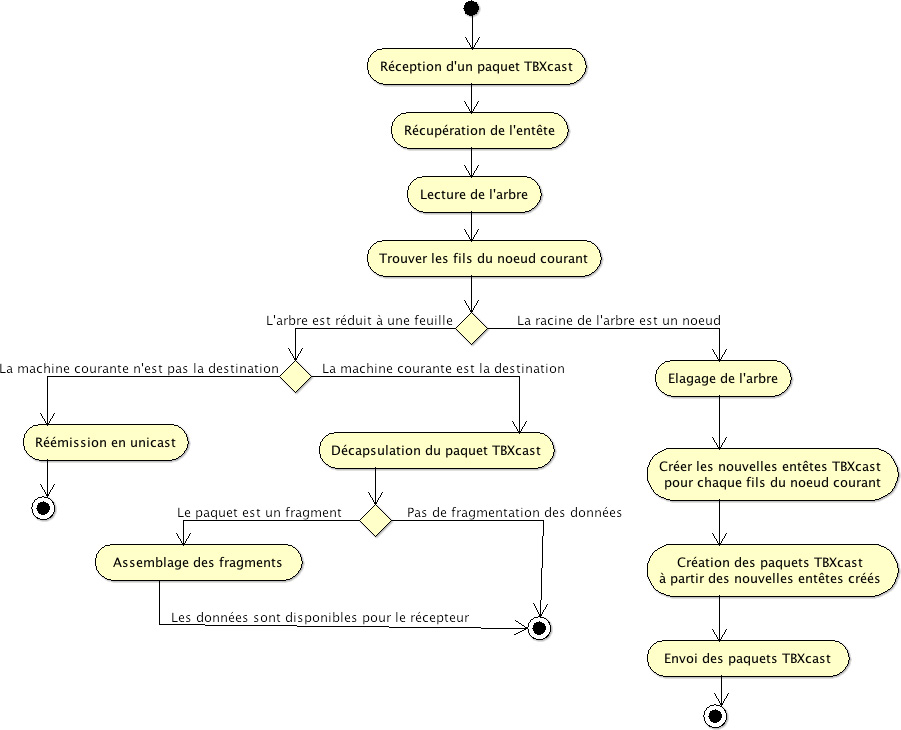 Réception d'un paquet TBXcast
Récupération de l'entête
Lecture de l'arbre
Trouver les fils du noeud courant
L'arbre est réduit à une feuille
La racine de l'arbre est un noeud
La machine courante n'est pas la destination
La machine courante est la destination
Elagage de l'arbre
Réémission en unicast
Décapsulation du paquet TBXcast
Créer les nouvelles entêtes TBXcast
pour chaque fils du noeud courant
Le paquet est un fragment
Pas de fragmentation des données
Assemblage des fragments
Création des paquets TBXcast
à partir des nouvelles entêtes créés
Les données sont disponibles pour le récepteur
Envoi des paquets TBXcast